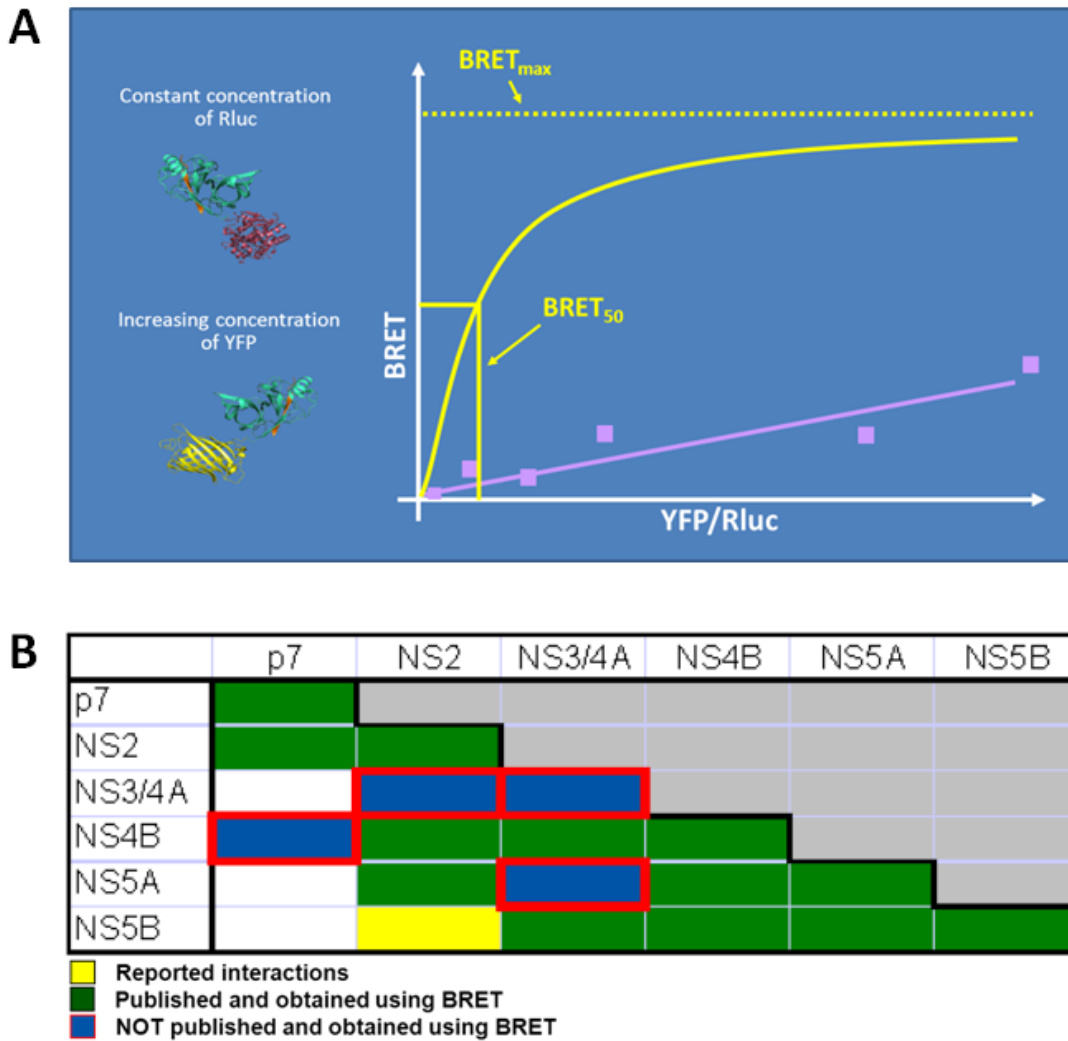 A
Constant concentration
of Rluc
Increasing concentration
of YFP
BRETmax
BRET50
BRET
YFP/Rluc
B
p7 NS2 NS3/4A NS4B NS5A NS5B
p7
NS2
NS3/4A
NS4B
NS5A
NS5B
Reported interactions
Published and obtained using BRET
NOT published and obtained using BRET